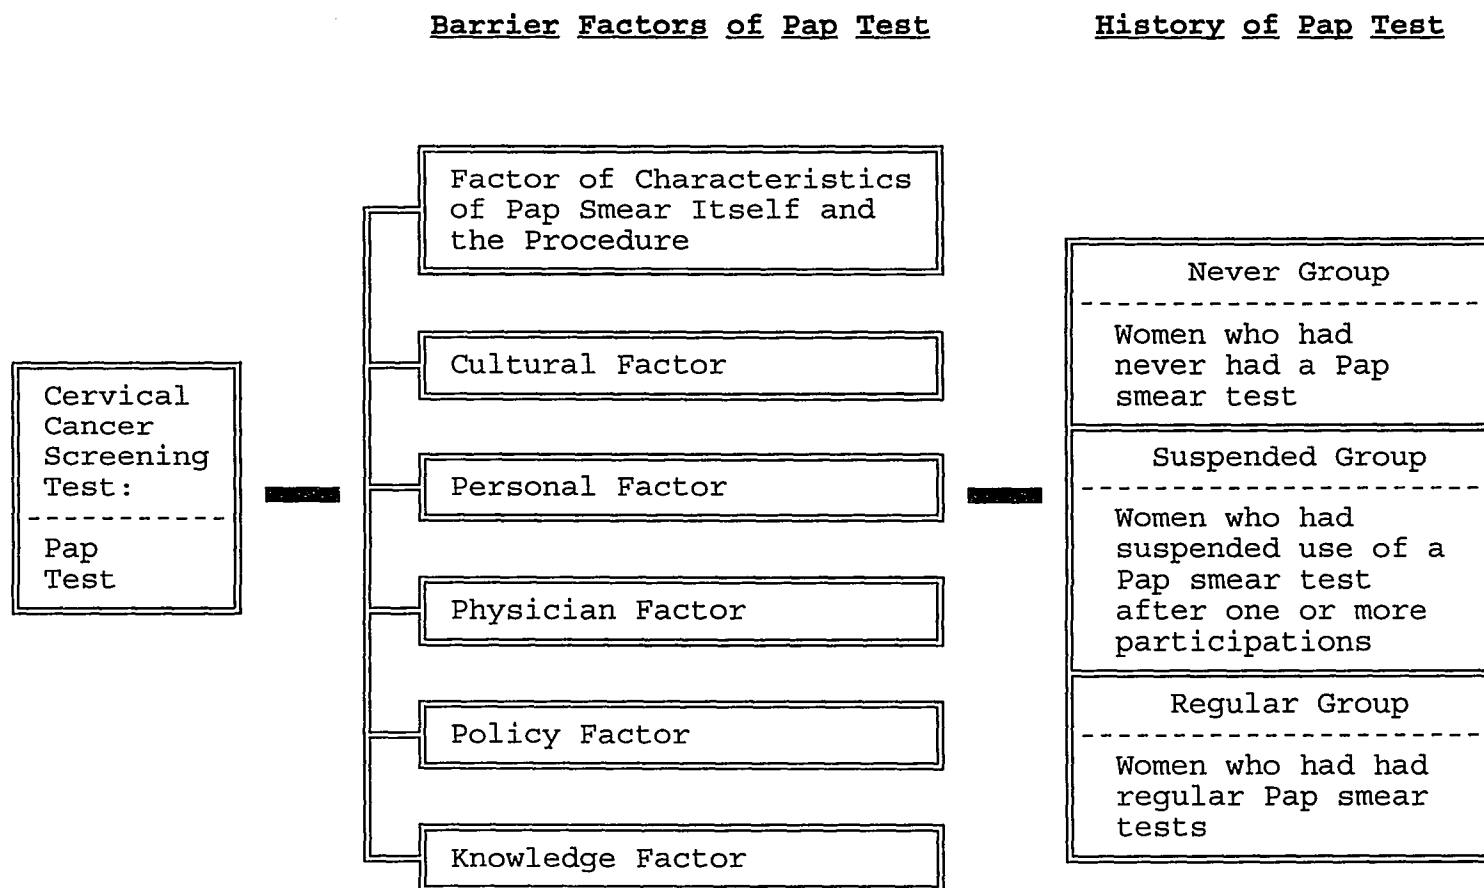 Barrier Factors of Pap Test
History of Pap Test
Cervical
Cancer
Screening
Test:
Pap
Test
Factor of Characteristics
of Pap Smear Itself and
the Procedure
Cultural Factor
Personal Factor
Physician Factor
Policy Factor
Knowledge Factor
Never Group
Women who had
never had a Pap
smear test
Suspended Group
Women who had
suspended use of a
Pap smear test
after one or more
participations
Regular Group
Women who had had
regular Pap smear
tests